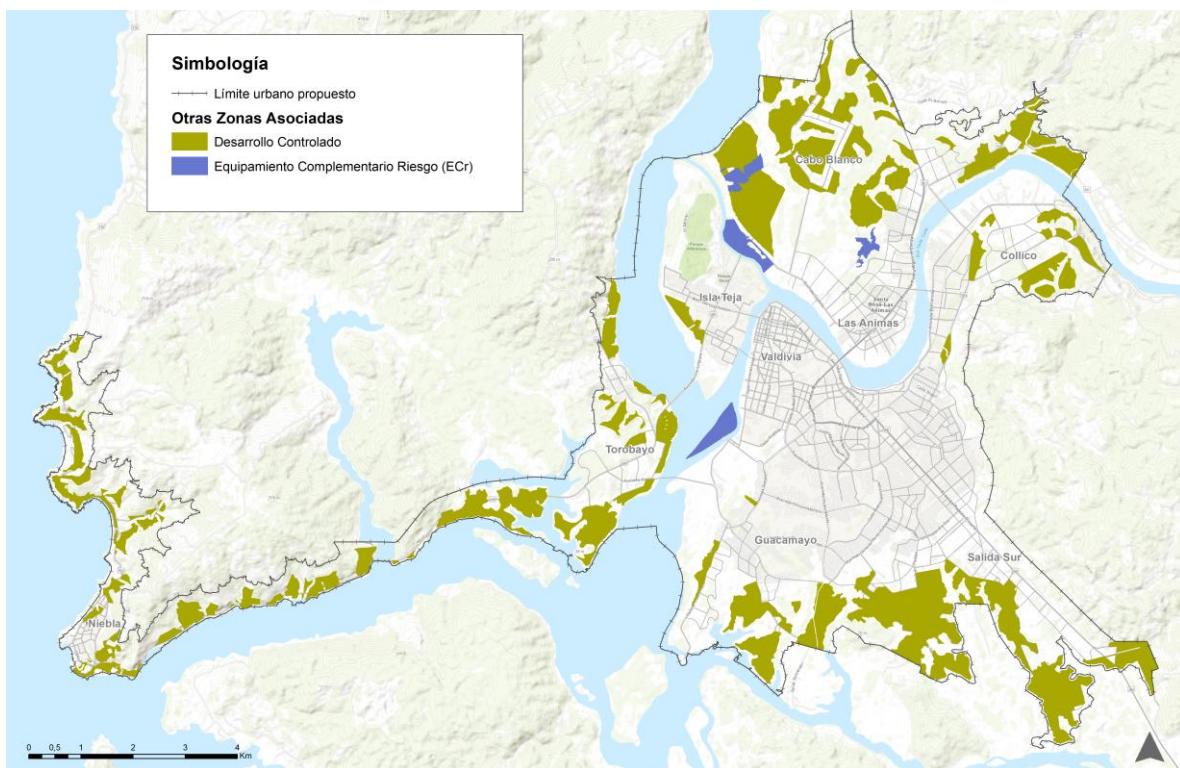 Simbología
Límite urbano propuesto
Otras Zonas Asociadas
Desarrollo Controlado
Equipamiento Complementario Riesgo (ECr)
Cabo Blanco
Collico
Isla Teja
Las Animas
Valdivia
Torobayo
Guacamayo
Salida Sur
Niebla
0 0,5 1 2 3 4
Km